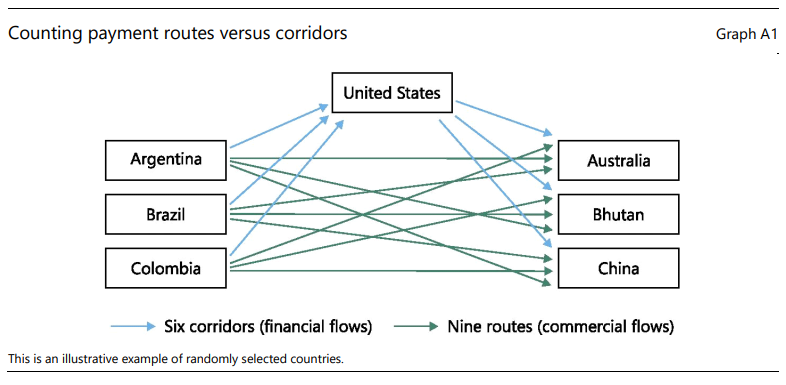 Counting payment routes versus corridors
Graph A1
United States
Argentina
Australia
Brazil
Bhutan
Colombia
China
Six corridors (financial flows)
Nine routes (commercial flows)
This is an illustrative example of randomly selected countries.